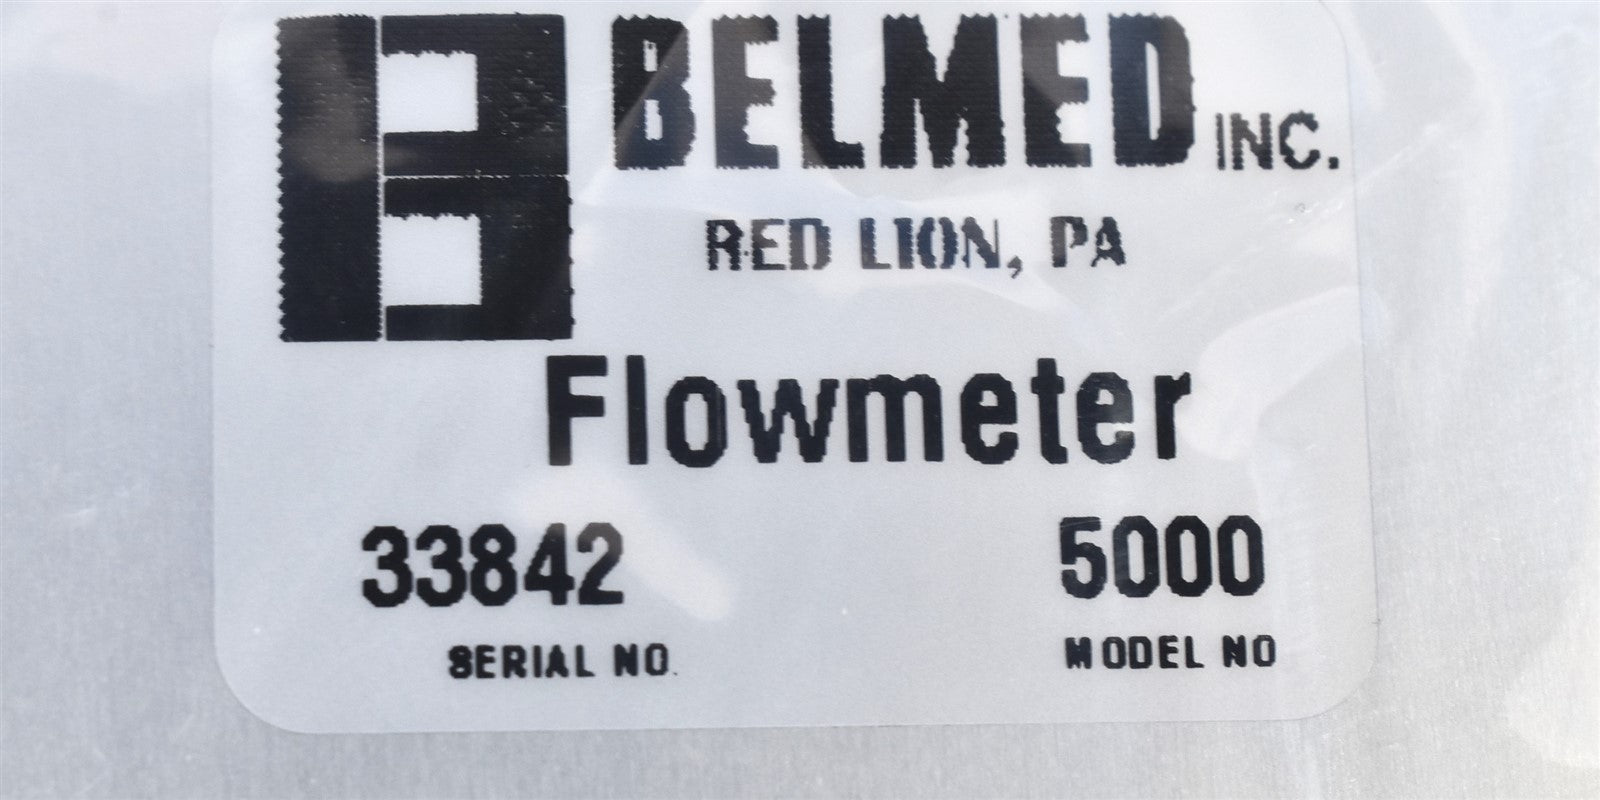 BELMED INC.
RED LION, PA
Flowmeter
33842 5000
SERIAL NO. MODEL NO